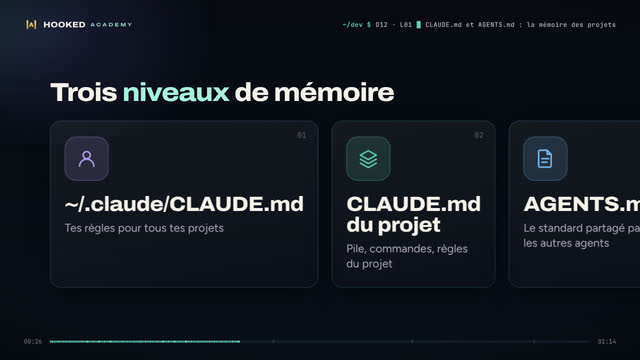 HOOKED ACADEMY
~/dev $ D12 · L01 CLAUDE.md et AGENTS.md : la mémoire des projets
Trois niveaux de mémoire
01
~/.claude/CLAUDE.md
Tes règles pour tous tes projets
02
CLAUDE.md
du projet
Pile, commandes, règles
du projet
AGENTS.m
Le standard partagé pa
les autres agents
00:26
01:14